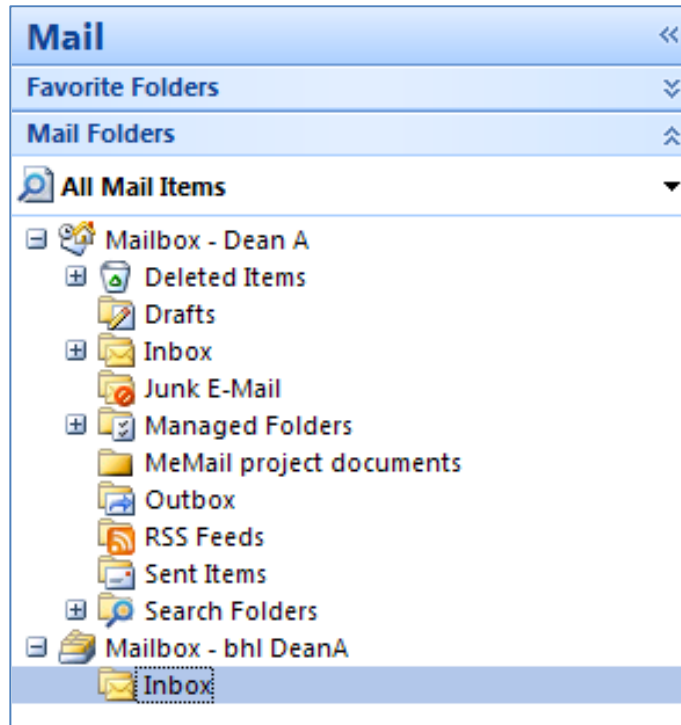 Mail
Favorite Folders
Mail Folders
All Mail Items
Mailbox - Dean A
Deleted Items
Drafts
Inbox
Junk E-Mail
Managed Folders
MeMail project documents
Outbox
RSS Feeds
Sent Items
Search Folders
Mailbox - bhl DeanA
Inbox